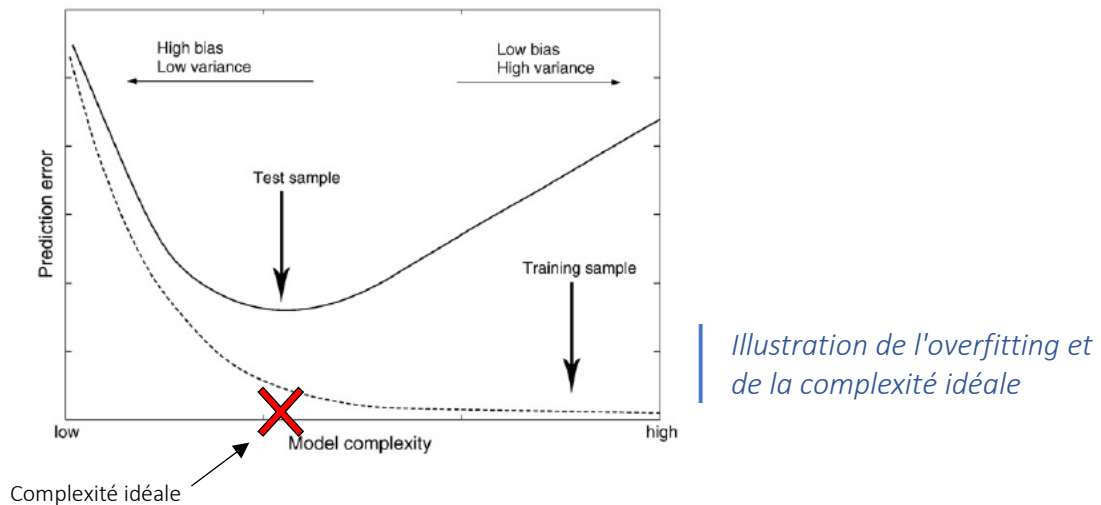 High bias
Low variance
Low bias
High variance
Test sample
Training sample
Prediction error
Illustration de l'overfitting et
de la complexité idéale
low
Model complexity
high
Complexité idéale